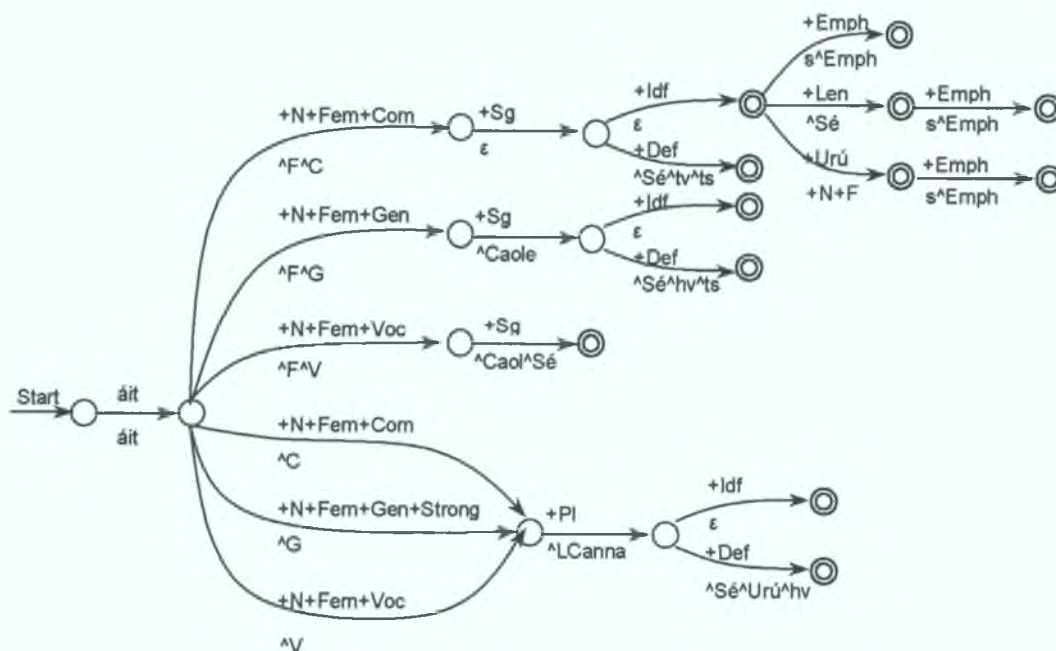 +Emph
s^Emph
+Idf
ε
+Len
^Sé
+Emph
s^Emph
+N+Fem+Com
^F^C
+Sg
ε
+Def
^Sé^tv^ts
+Urú
+N+F
+Emph
s^Emph
+N+Fem+Gen
^F^G
+Sg
^Caole
+Idf
ε
+Def
^Sé^hv^ts
+N+Fem+Voc
^F^V
+Sg
^Caol^Sé
Start
áit
áit
+N+Fem+Com
^C
+N+Fem+Gen+Strong
^G
+Pl
^LCanna
+Idf
ε
+Def
^Sé^Urú^hv
+N+Fem+Voc
^V